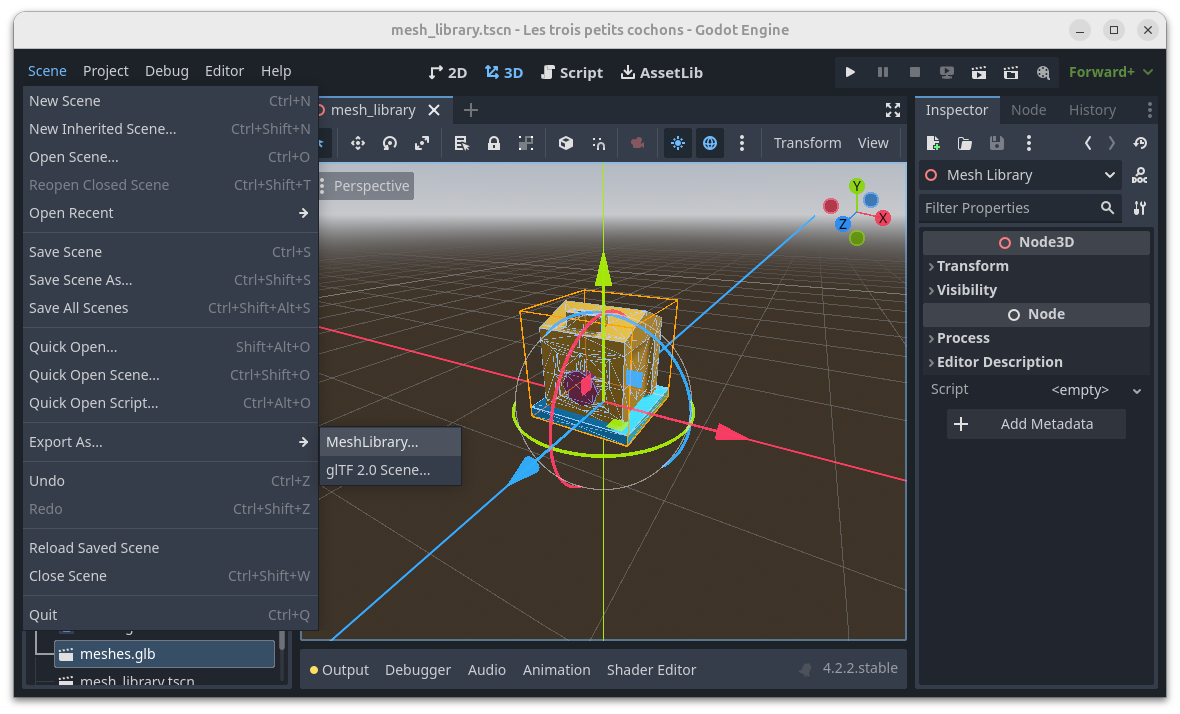 mesh_library.tscn - Les trois petits cochons - Godot Engine
Scene Project Debug Editor Help
2D 3D Script AssetLib
Forward+
New Scene Ctrl+N
New Inherited Scene... Ctrl+Shift+N
Open Scene... Ctrl+O
Reopen Closed Scene Ctrl+Shift+T
Open Recent
Save Scene Ctrl+S
Save Scene As... Ctrl+Shift+S
Save All Scenes Ctrl+Shift+Alt+S
Quick Open... Shift+Alt+O
Quick Open Scene... Ctrl+Shift+O
Quick Open Script... Ctrl+Alt+O
Export As...
MeshLibrary...
glTF 2.0 Scene...
Undo Ctrl+Z
Redo Ctrl+Shift+Z
Reload Saved Scene
Close Scene Ctrl+Shift+W
Quit Ctrl+Q
meshes.glb
mesh_library.tscn
mesh_library
Transform View
Perspective
Y
X
Z
Output Debugger Audio Animation Shader Editor
4.2.2.stable
Inspector Node History
Mesh Library
DOC
Filter Properties
Node3D
Transform
Visibility
Node
Process
Editor Description
Script <empty>
Add Metadata